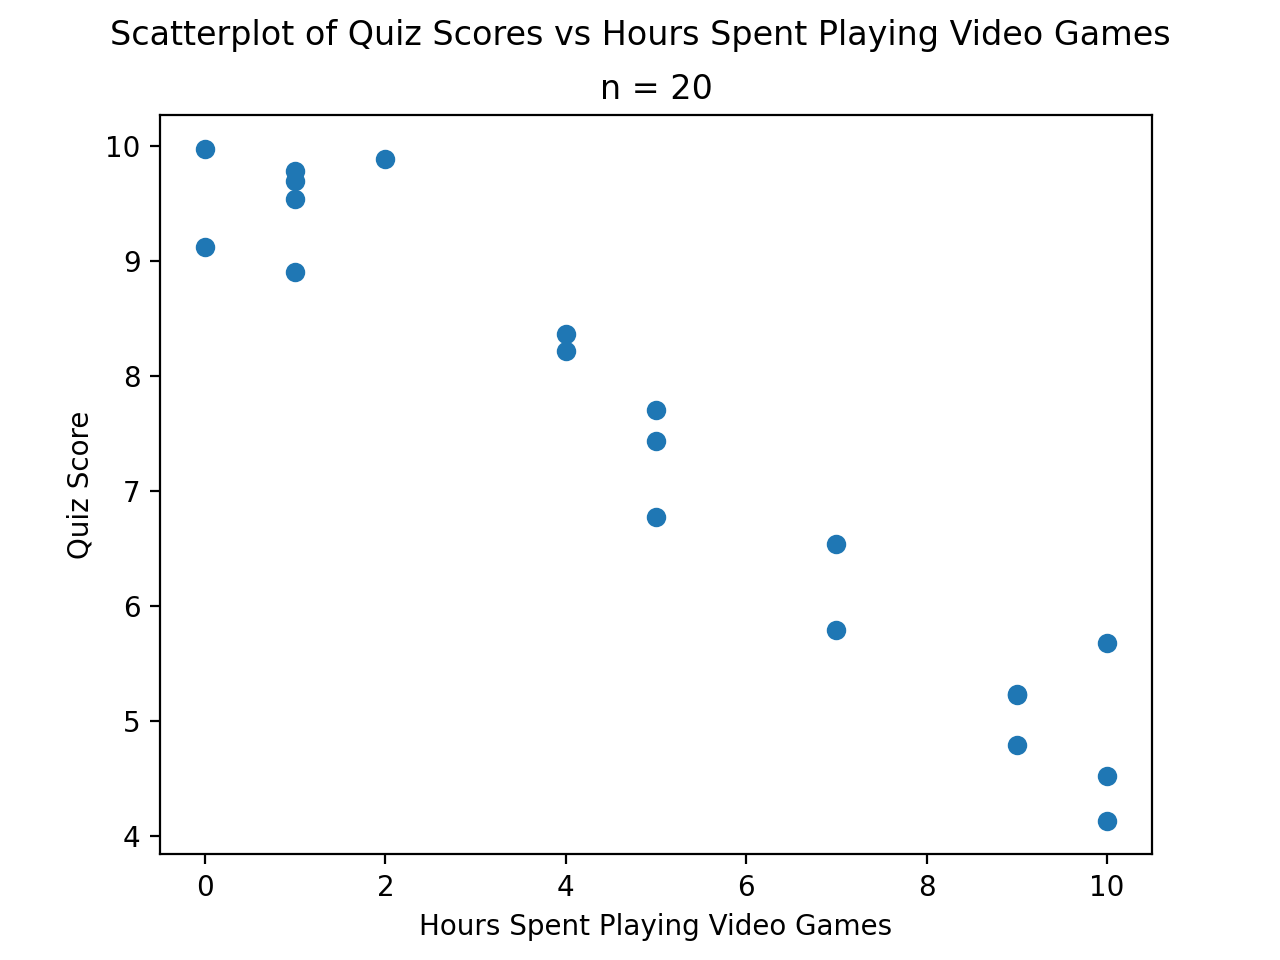 Scatterplot of Quiz Scores vs Hours Spent Playing Video Games
n = 20
10
9
8
7
6
5
4
Quiz Score
0 2 4 6 8 10
Hours Spent Playing Video Games